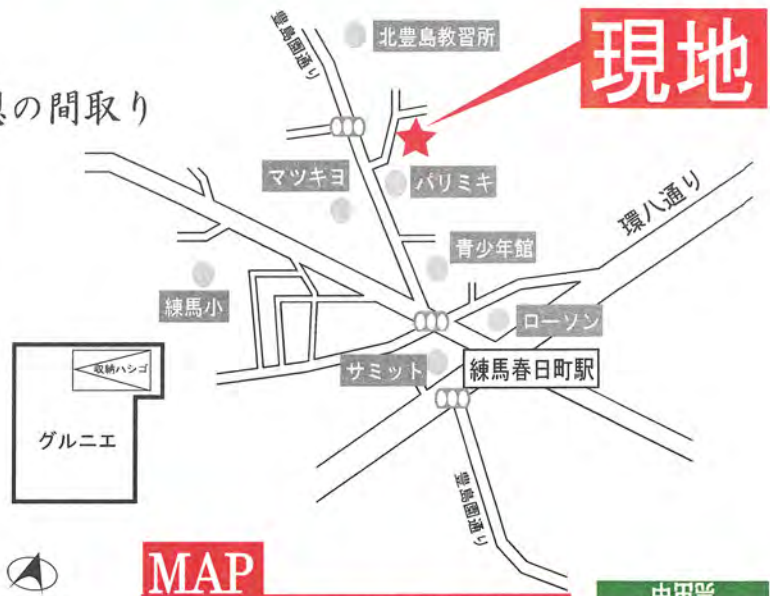 豊島園通り
北豊島教習所
現地
の間取り
マツキヨ
パリミキ
環八通り
青少年館
練馬小
ローソン
収納ハシゴ
サミット
練馬春日町駅
グルニエ
豊島園通り
MAP